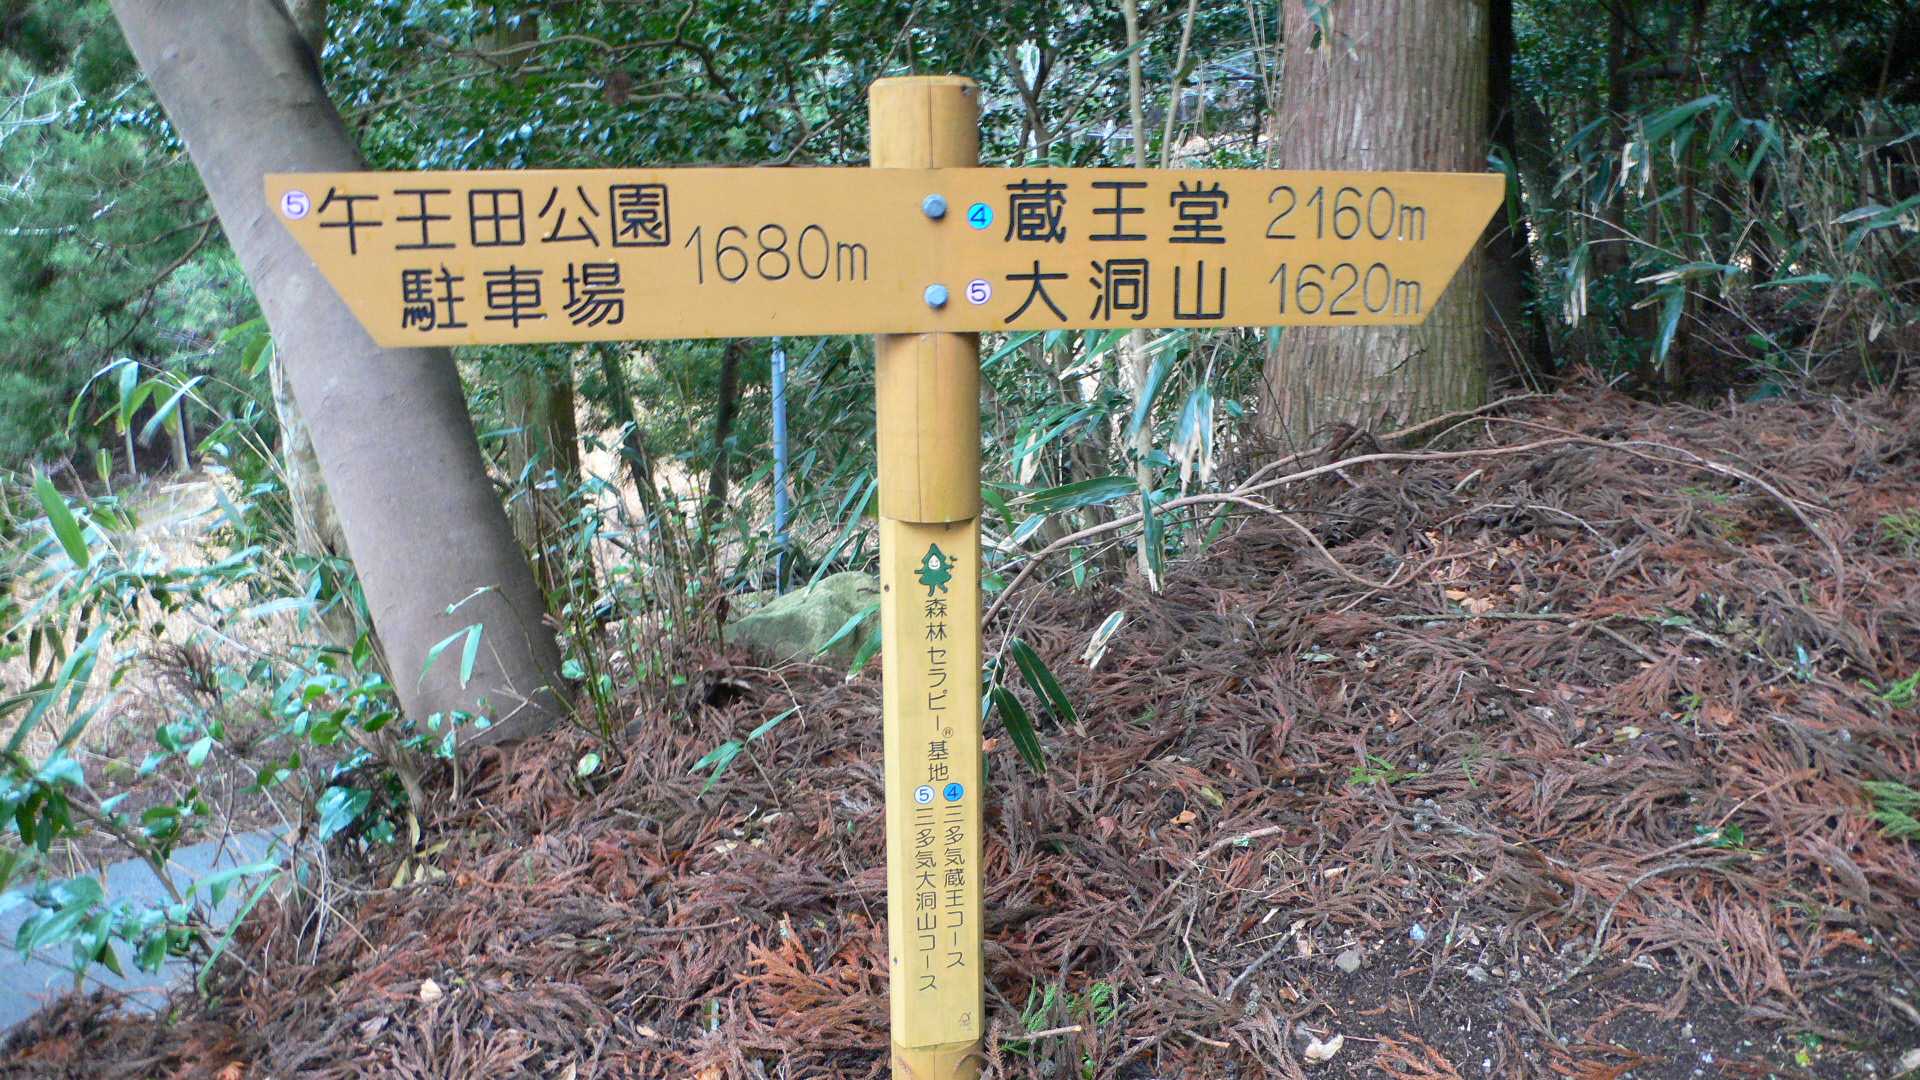 ⑤ 午王田公園
駐車場
1680m
④ 蔵王堂 2160m
⑤ 大洞山 1620m
森林セラピー®基地
④三多気蔵王コース
⑤三多気大洞山コース